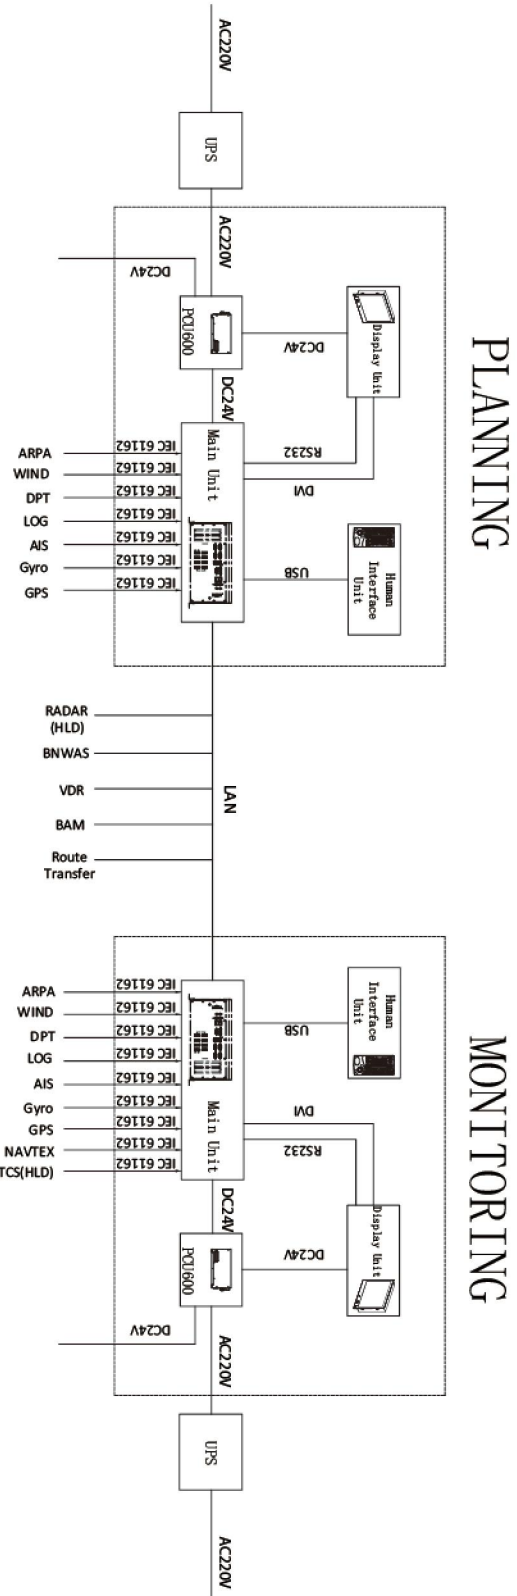 PLANNING
AC220V
UPS
AC220V
DC24V
PCU600
DC24V
Display Unit
DC24V
Main Unit
RS232
DVI
USB
Human
Interface
Unit
ARPA
IEC 61162
WIND
IEC 61162
DPT
IEC 61162
LOG
IEC 61162
AIS
IEC 61162
Gyro
IEC 61162
GPS
IEC 61162
RADAR
(HLD)
BNWAS
VDR
BAM
Route
Transfer
LAN
MONITORING
ARPA
IEC 61162
WIND
IEC 61162
DPT
IEC 61162
LOG
IEC 61162
AIS
IEC 61162
Gyro
IEC 61162
GPS
IEC 61162
NAVTEX
IEC 61162
TCS(HLD)
IEC 61162
Human
Interface
Unit
USB
Main Unit
DVI
RS232
Display Unit
DC24V
DC24V
PCU600
DC24V
AC220V
UPS
AC220V